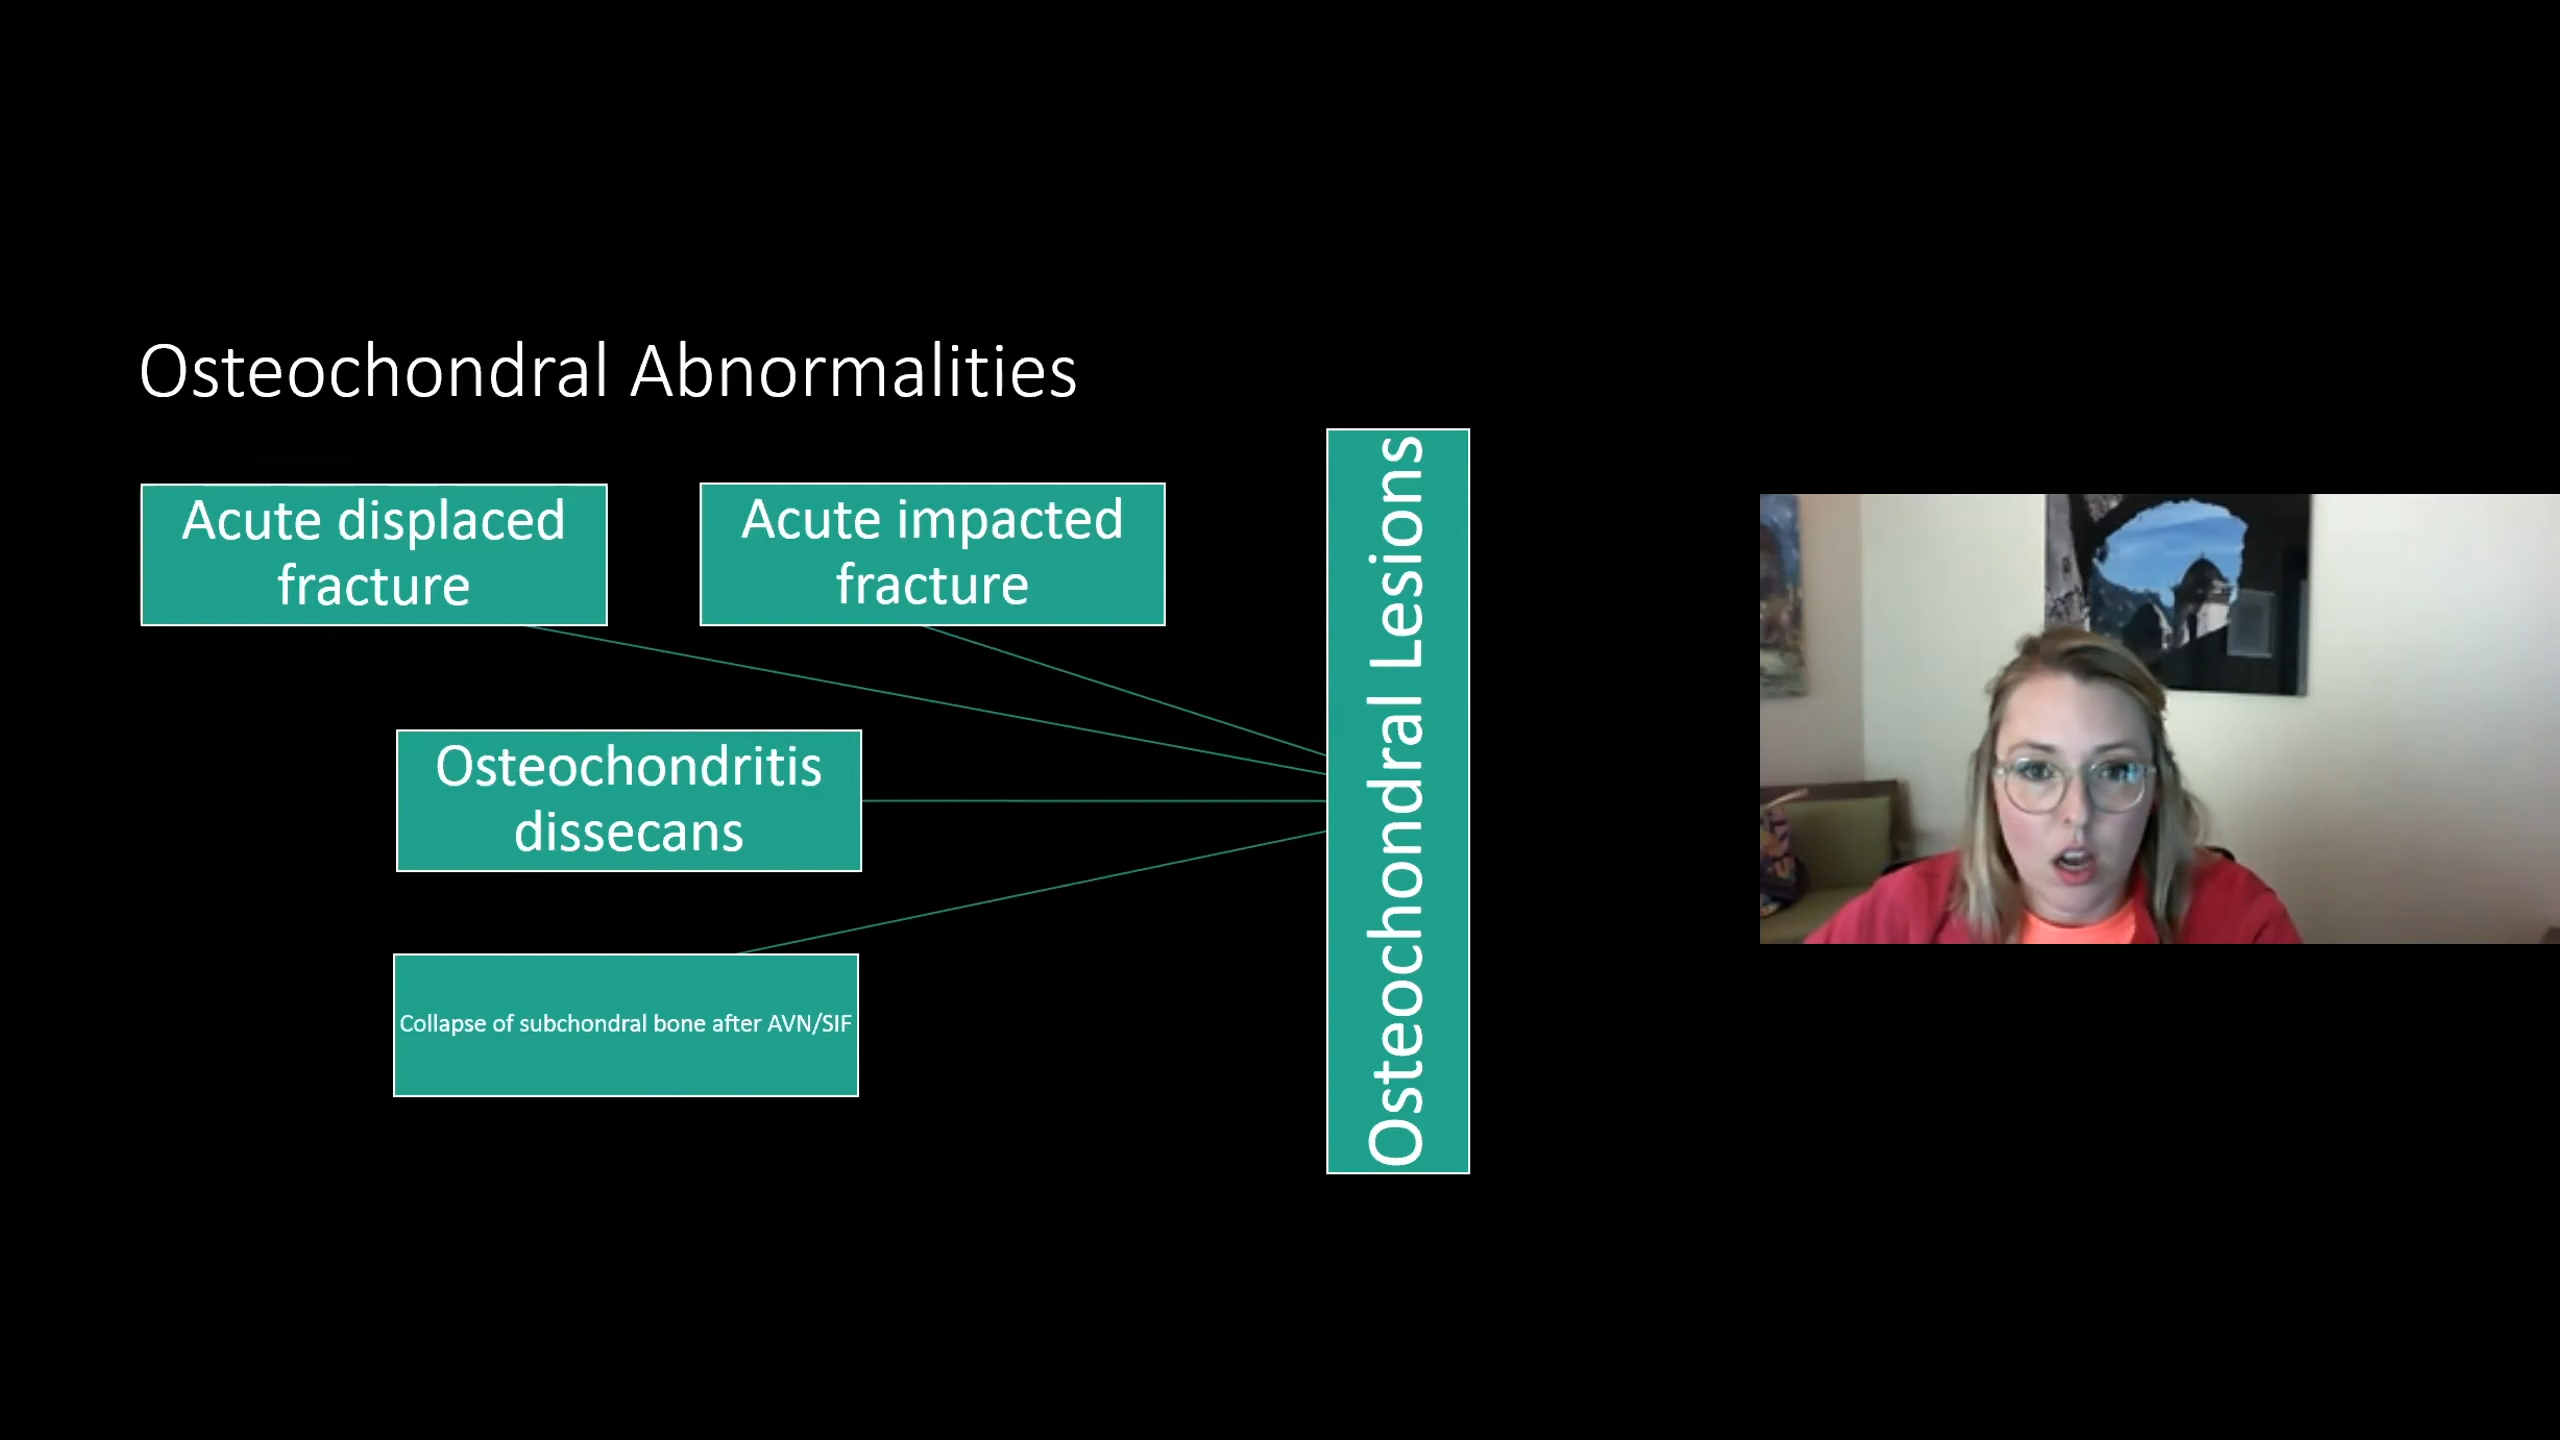 Osteochondral Abnormalities
Acute displaced
fracture
Acute impacted
fracture
Osteochondritis
dissecans
Collapse of subchondral bone after AVN/SIF
Osteochondral Lesions